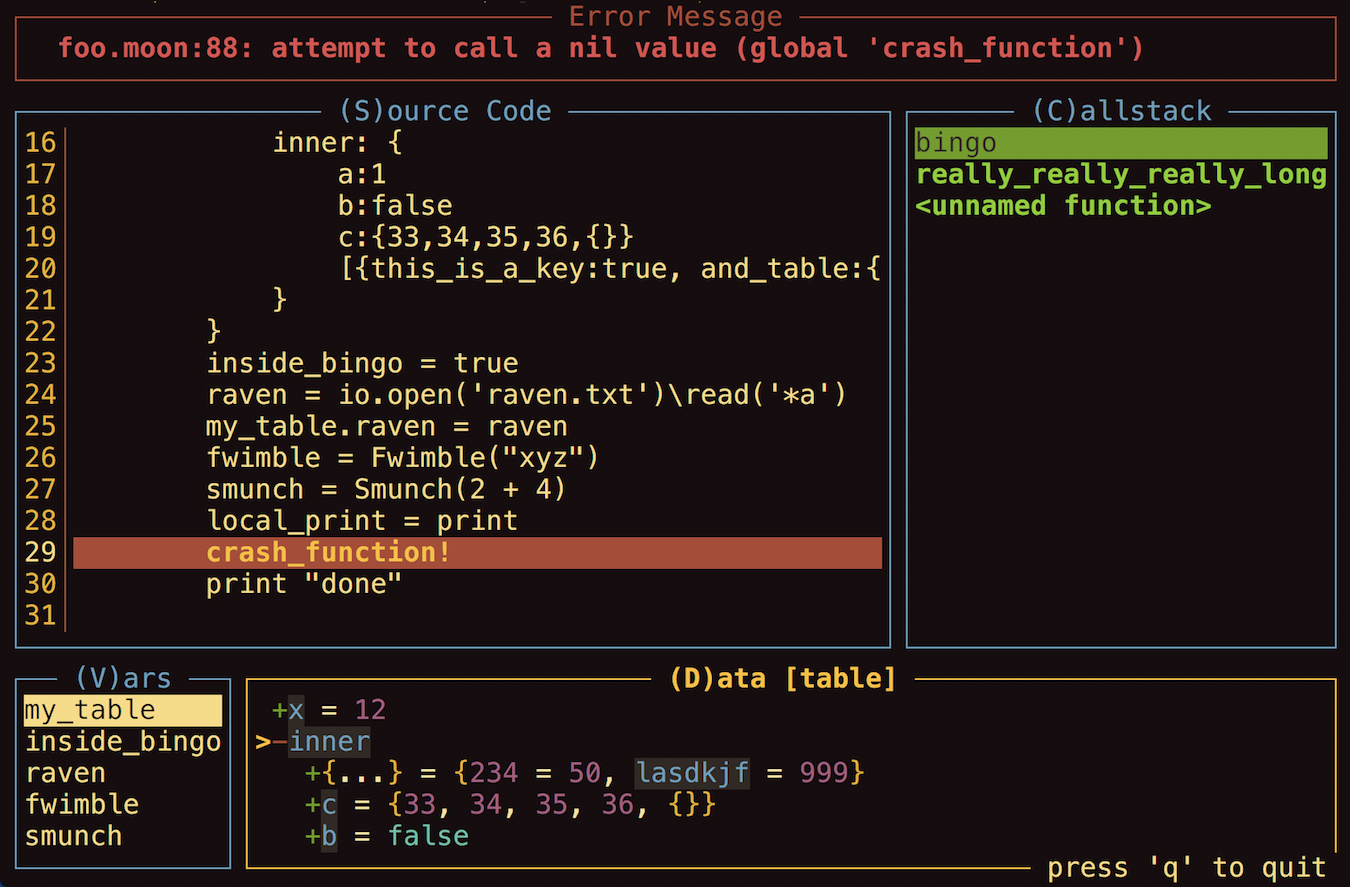 Error Message
foo.moon:88: attempt to call a nil value (global 'crash_function')
(S)ource Code
16 inner: {
17 a:1
18 b:false
19 c:{33,34,35,36,{}}
20 [{this_is_a_key:true, and_table:{
21 }
22 }
23 inside_bingo = true
24 raven = io.open('raven.txt')\read('*a')
25 my_table.raven = raven
26 fwimble = Fwimble("xyz")
27 smunch = Smunch(2 + 4)
28 local_print = print
29 crash_function!
30 print "done"
31
(C)allstack
bingo
really_really_really_long
<unnamed function>
(V)ars
my_table
inside_bingo
raven
fwimble
smunch
(D)ata [table]
+x = 12
>−inner
+{...} = {234 = 50, lasdkjf = 999}
+c = {33, 34, 35, 36, {}}
+b = false
press 'q' to quit